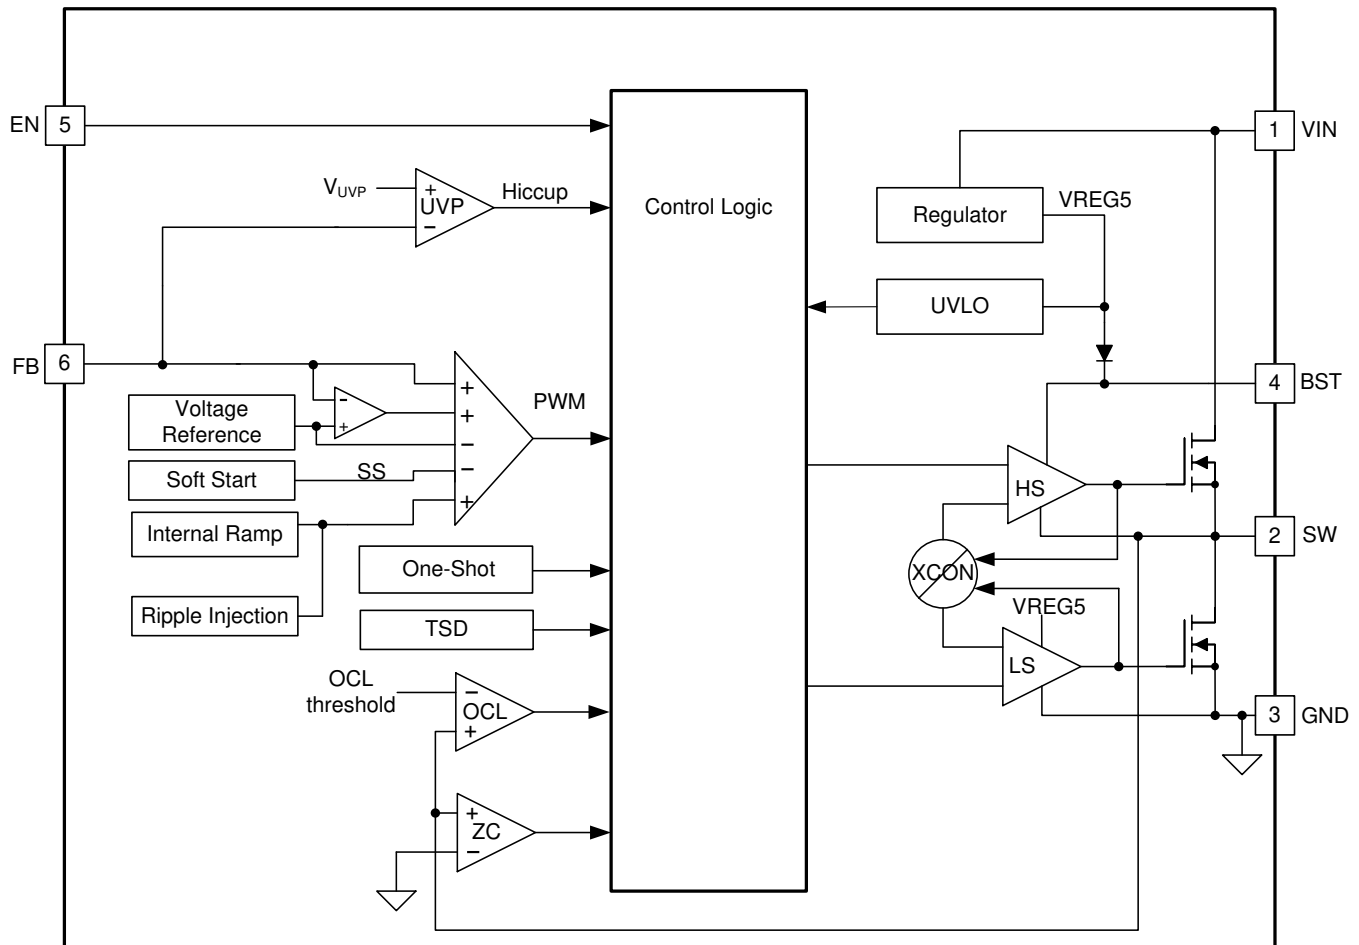 EN 5
1 VIN
VUVP
+
UVP
−
Hiccup
Control Logic
Regulator
VREG5
UVLO
FB 6
4 BST
Voltage
Reference
-
+
+
+
−
−
+
PWM
Soft Start
SS
Internal Ramp
HS
2 SW
One-Shot
XCON
Ripple Injection
VREG5
TSD
LS
OCL
threshold
−
OCL
+
3 GND
+
ZC
−